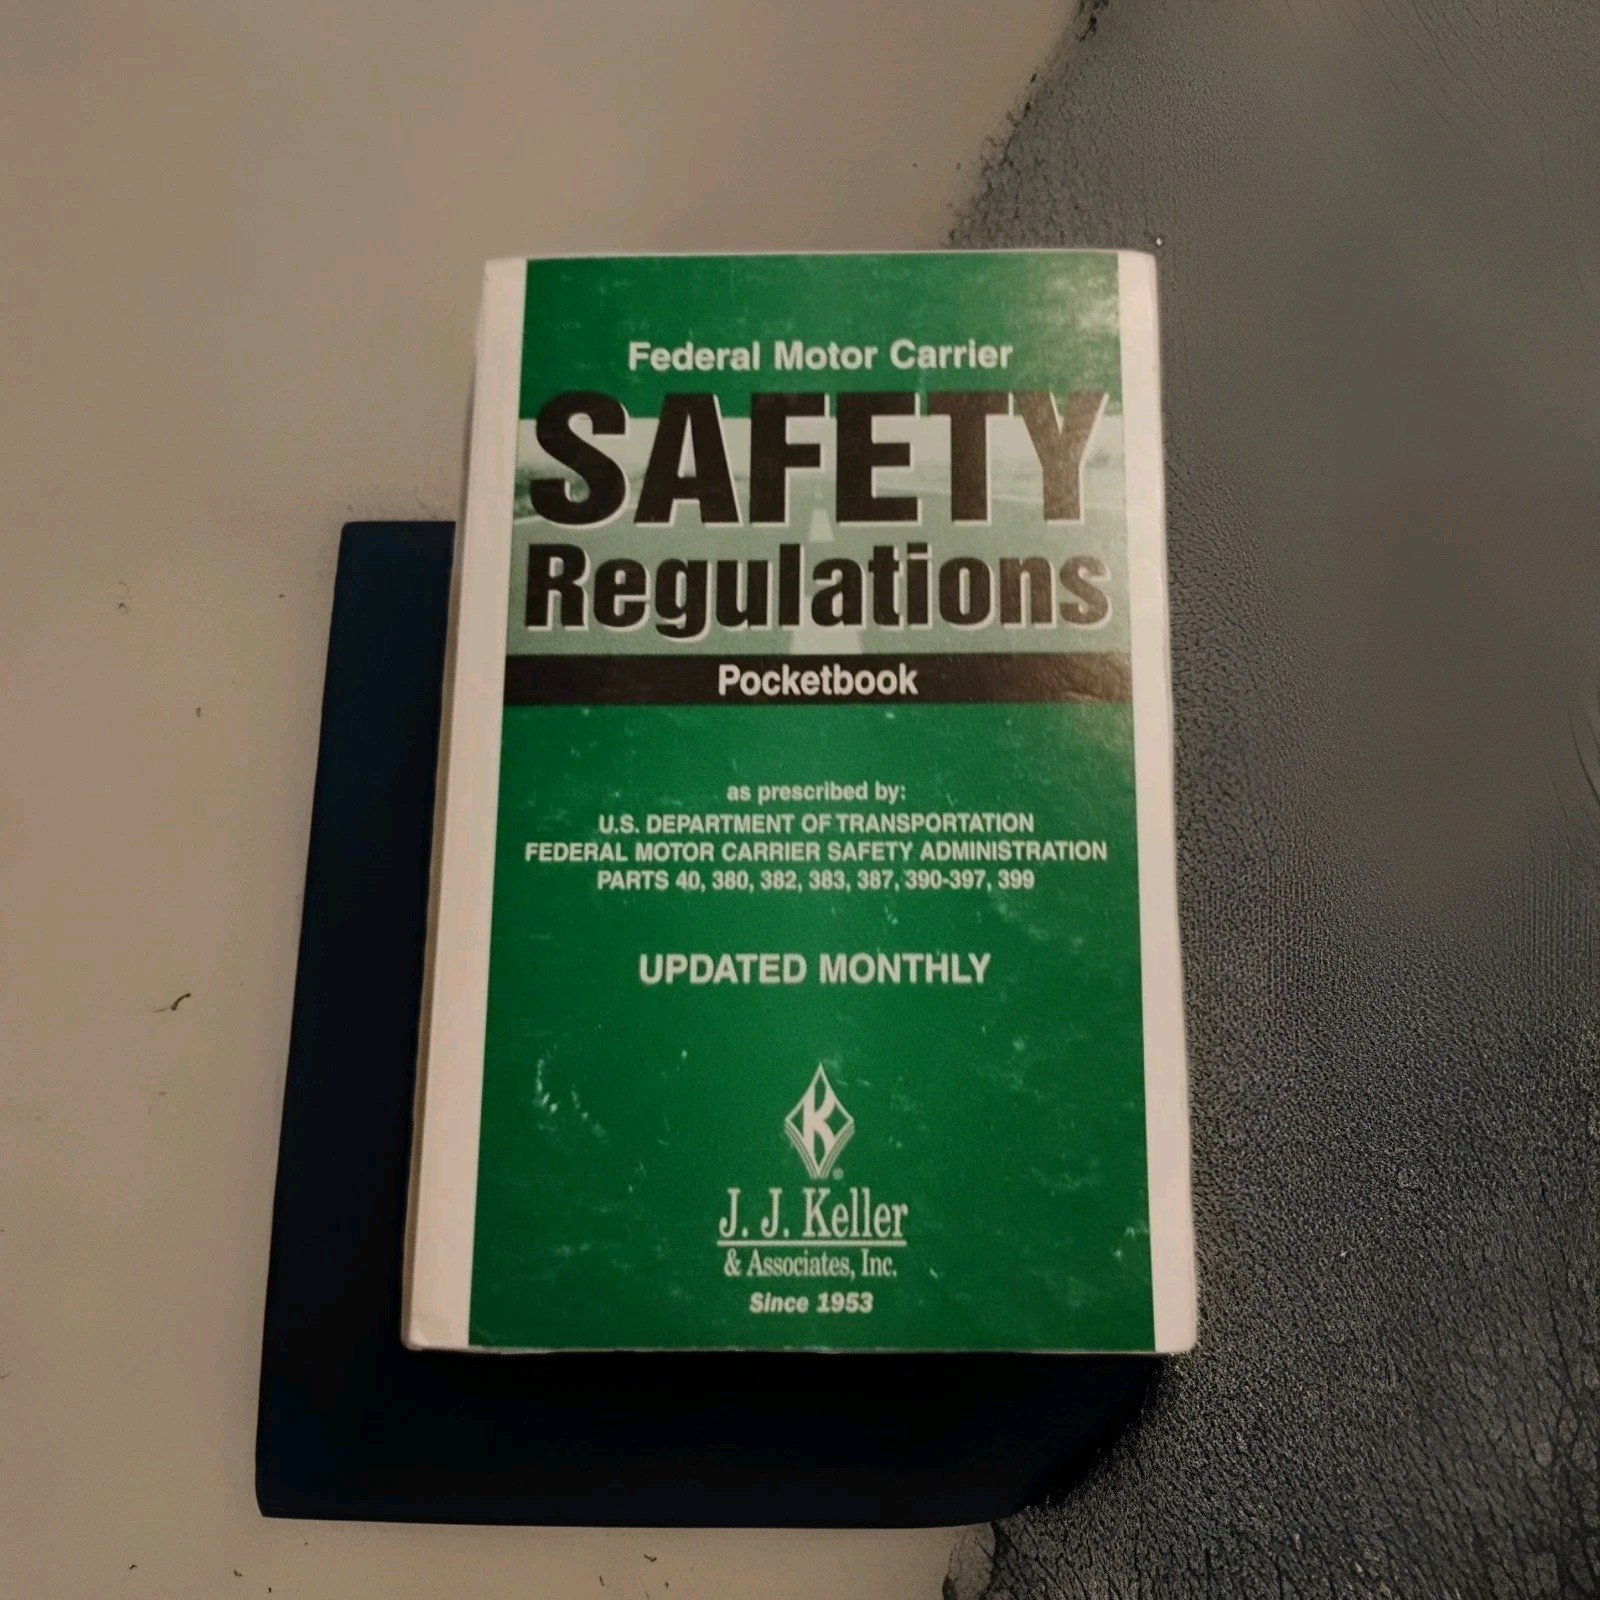 Federal Motor Carrier
SAFETY
Regulations
Pocketbook
as prescribed by:
U.S. DEPARTMENT OF TRANSPORTATION
FEDERAL MOTOR CARRIER SAFETY ADMINISTRATION
PARTS 40, 380, 382, 383, 387, 390-397, 399
UPDATED MONTHLY
K
®
J. J. Keller
& Associates, Inc.
Since 1953